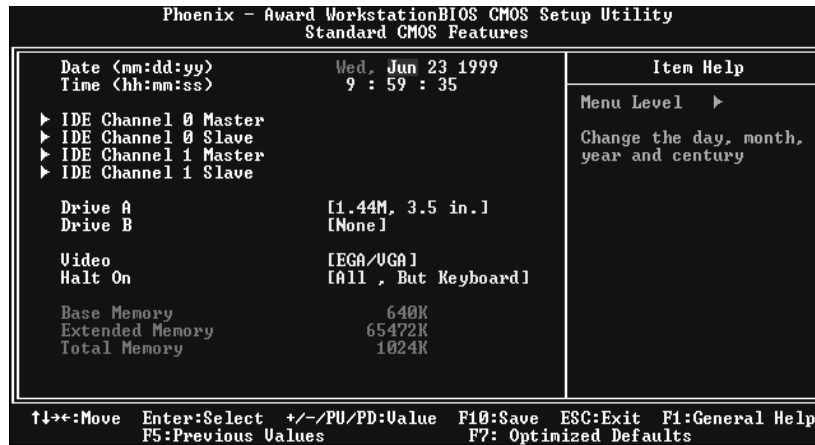 Phoenix - Award WorkstationBIOS CMOS Setup Utility
Standard CMOS Features
Date (mm:dd:yy) Wed, Jun 23 1999
Time (hh:mm:ss) 9 : 59 : 35
▶ IDE Channel 0 Master
▶ IDE Channel 0 Slave
▶ IDE Channel 1 Master
▶ IDE Channel 1 Slave
Drive A [1.44M, 3.5 in.]
Drive B [None]
Video [EGA/VGA]
Halt On [All , But Keyboard]
Base Memory 640K
Extended Memory 65472K
Total Memory 1024K
Item Help
Menu Level ▶
Change the day, month,
year and century
↑↓→←:Move Enter:Select +/-/PU/PD:Value F10:Save ESC:Exit F1:General Help
F5:Previous Values F7: Optimized Defaults